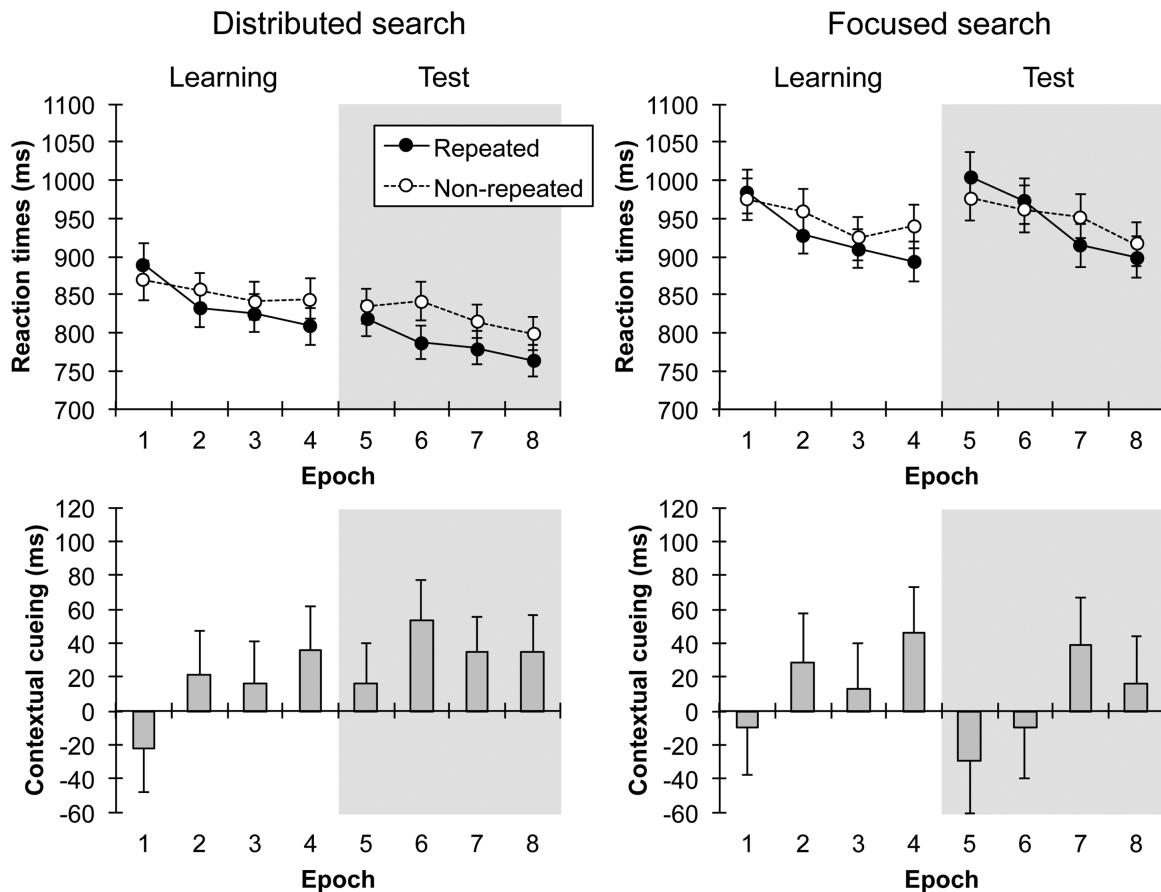 Distributed search
Focused search
Learning
Test
Learning
Test
Reaction times (ms)
1100
1050
1000
950
900
850
800
750
700
Repeated
Non-repeated
1 2 3 4 5 6 7 8
Epoch
Reaction times (ms)
1100
1050
1000
950
900
850
800
750
700
1 2 3 4 5 6 7 8
Epoch
Contextual cueing (ms)
120
100
80
60
40
20
0
-20
-40
-60
1 2 3 4 5 6 7 8
Epoch
Contextual cueing (ms)
120
100
80
60
40
20
0
-20
-40
-60
1 2 3 4 5 6 7 8
Epoch